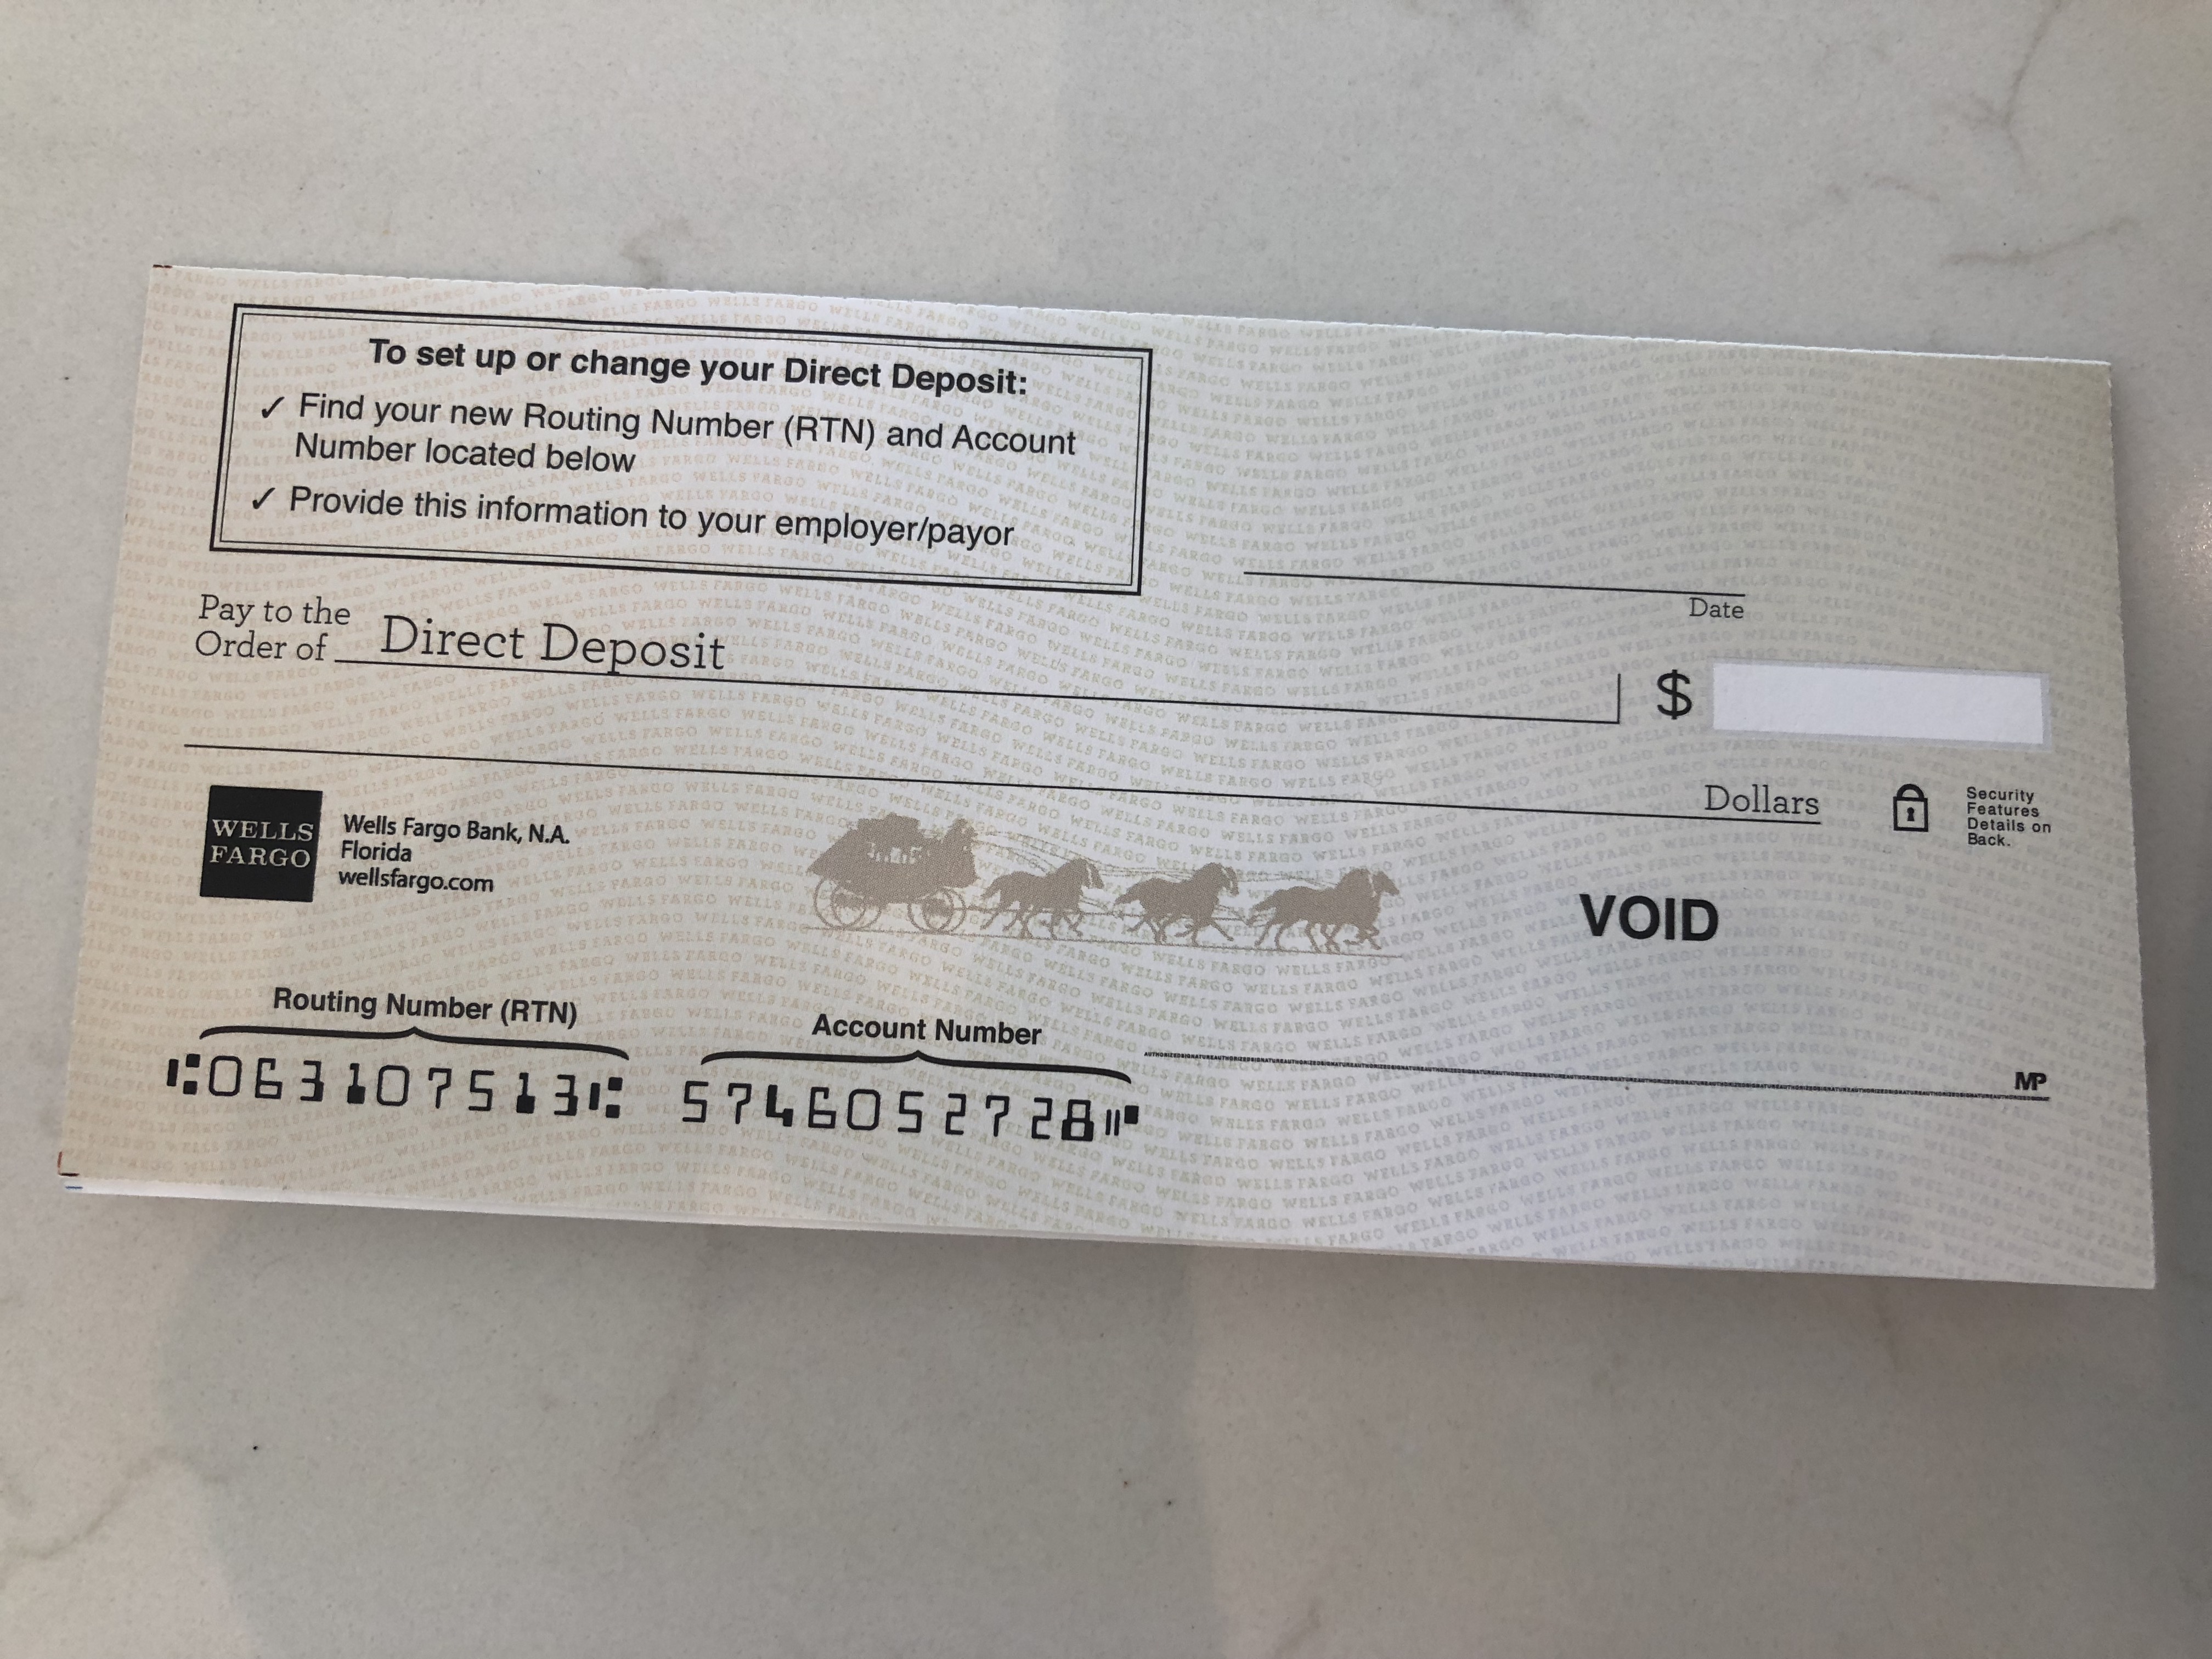 To set up or change your Direct Deposit:
✓ Find your new Routing Number (RTN) and Account
Number located below
✓ Provide this information to your employer/payor
Date
Pay to the
Order of Direct Deposit
$
Dollars
Security
Features
Details on
Back.
WELLS
FARGO
Wells Fargo Bank, N.A.
Florida
wellsfargo.com
VOID
Routing Number (RTN)
Account Number
⑆063107513⑆ 5746052728⑈
MP